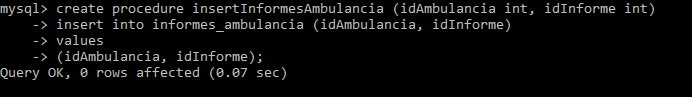 mysql> create procedure insertInformesAmbulancia (idAmbulancia int, idInforme int)
    -> insert into informes_ambulancia (idAmbulancia, idInforme)
    -> values
    -> (idAmbulancia, idInforme);
Query OK, 0 rows affected (0.07 sec)